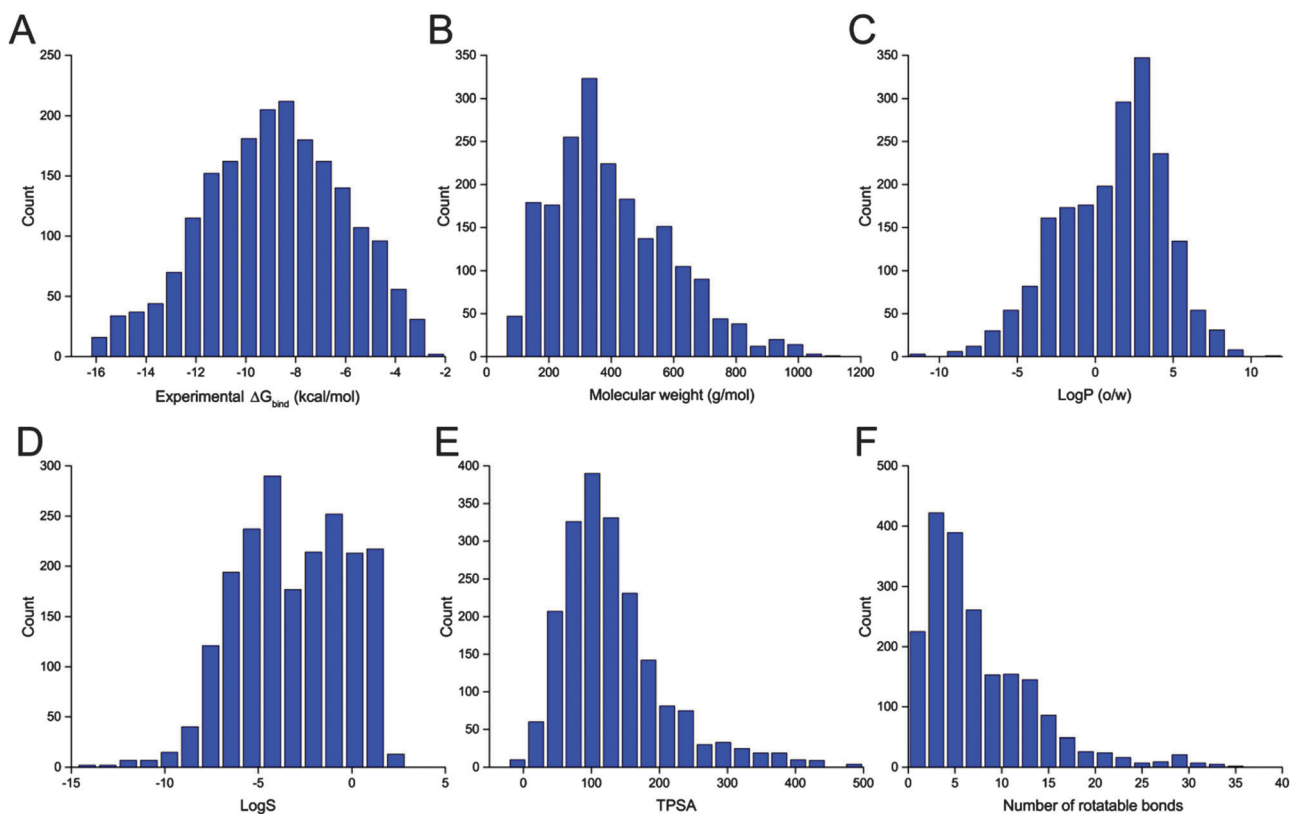 A
250
200
150
100
50
0
Count
-16 -14 -12 -10 -8 -6 -4 -2
Experimental ΔGbind (kcal/mol)
B
350
300
250
200
150
100
50
0
Count
0 200 400 600 800 1000 1200
Molecular weight (g/mol)
C
350
300
250
200
150
100
50
0
Count
-10 -5 0 5 10
LogP (o/w)
D
300
250
200
150
100
50
0
Count
-15 -10 -5 0 5
LogS
E
400
350
300
250
200
150
100
50
0
Count
0 100 200 300 400 500
TPSA
F
500
400
300
200
100
0
Count
0 5 10 15 20 25 30 35 40
Number of rotatable bonds